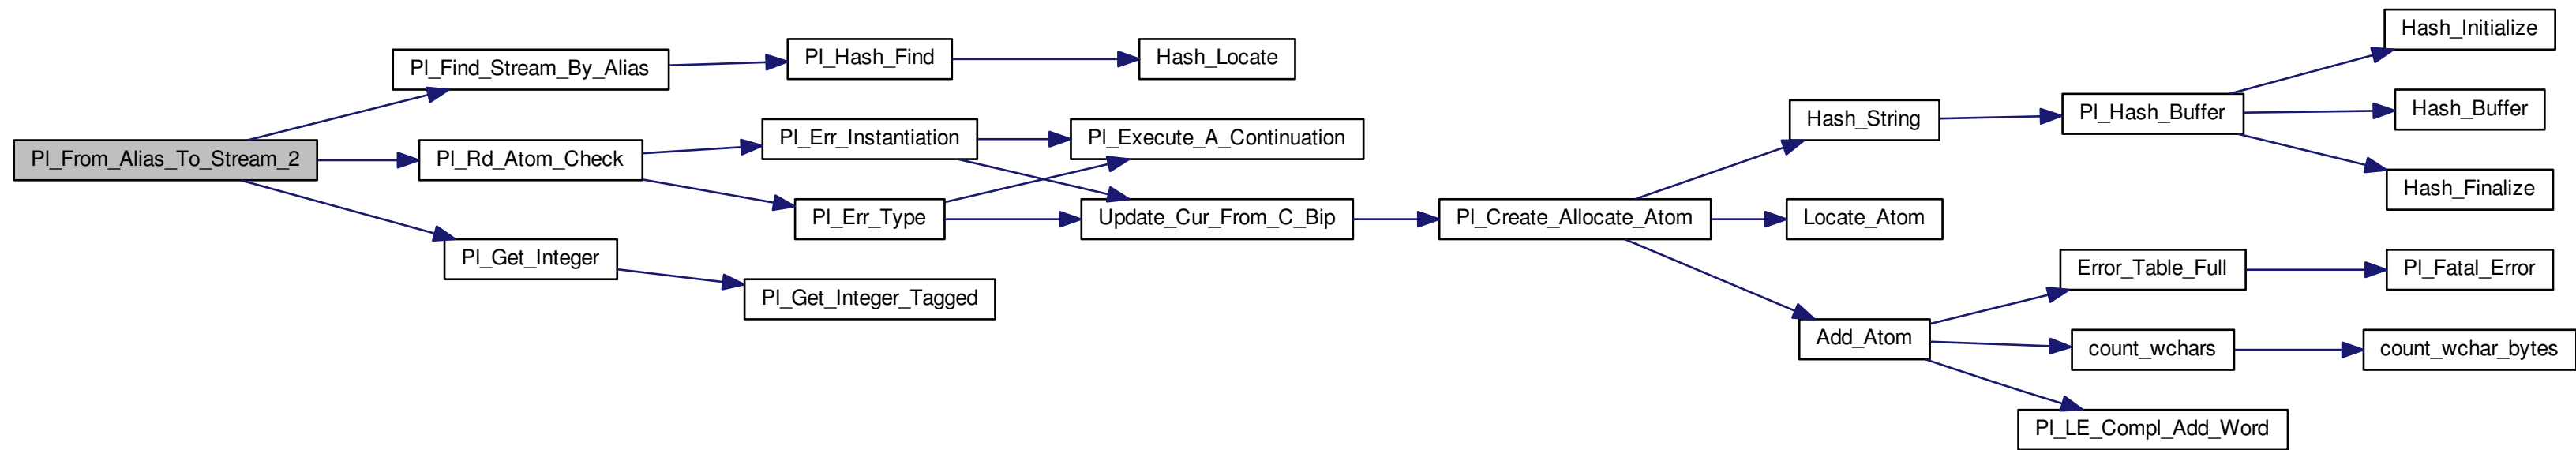 Pl_From_Alias_To_Stream_2
Pl_Find_Stream_By_Alias
Pl_Hash_Find
Hash_Locate
Pl_Rd_Atom_Check
Pl_Err_Instantiation
Pl_Execute_A_Continuation
Pl_Err_Type
Update_Cur_From_C_Bip
Pl_Create_Allocate_Atom
Hash_String
Pl_Hash_Buffer
Hash_Initialize
Hash_Buffer
Hash_Finalize
Locate_Atom
Add_Atom
Error_Table_Full
Pl_Fatal_Error
count_wchars
count_wchar_bytes
Pl_LE_Compl_Add_Word
Pl_Get_Integer
Pl_Get_Integer_Tagged